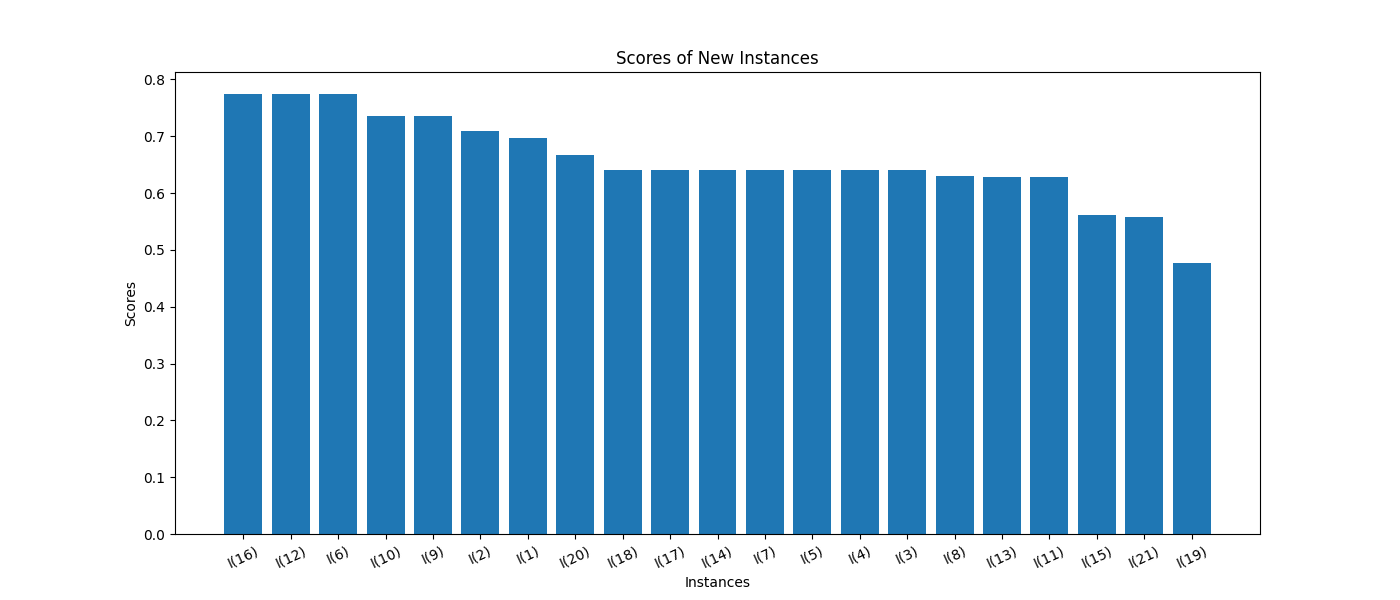 Scores of New Instances
0.8
0.7
0.6
0.5
0.4
0.3
0.2
0.1
0.0
Scores
I(16) I(12) I(6) I(10) I(9) I(2) I(1) I(20) I(18) I(17) I(14) I(7) I(5) I(4) I(3) I(8) I(13) I(11) I(15) I(21) I(19)
Instances